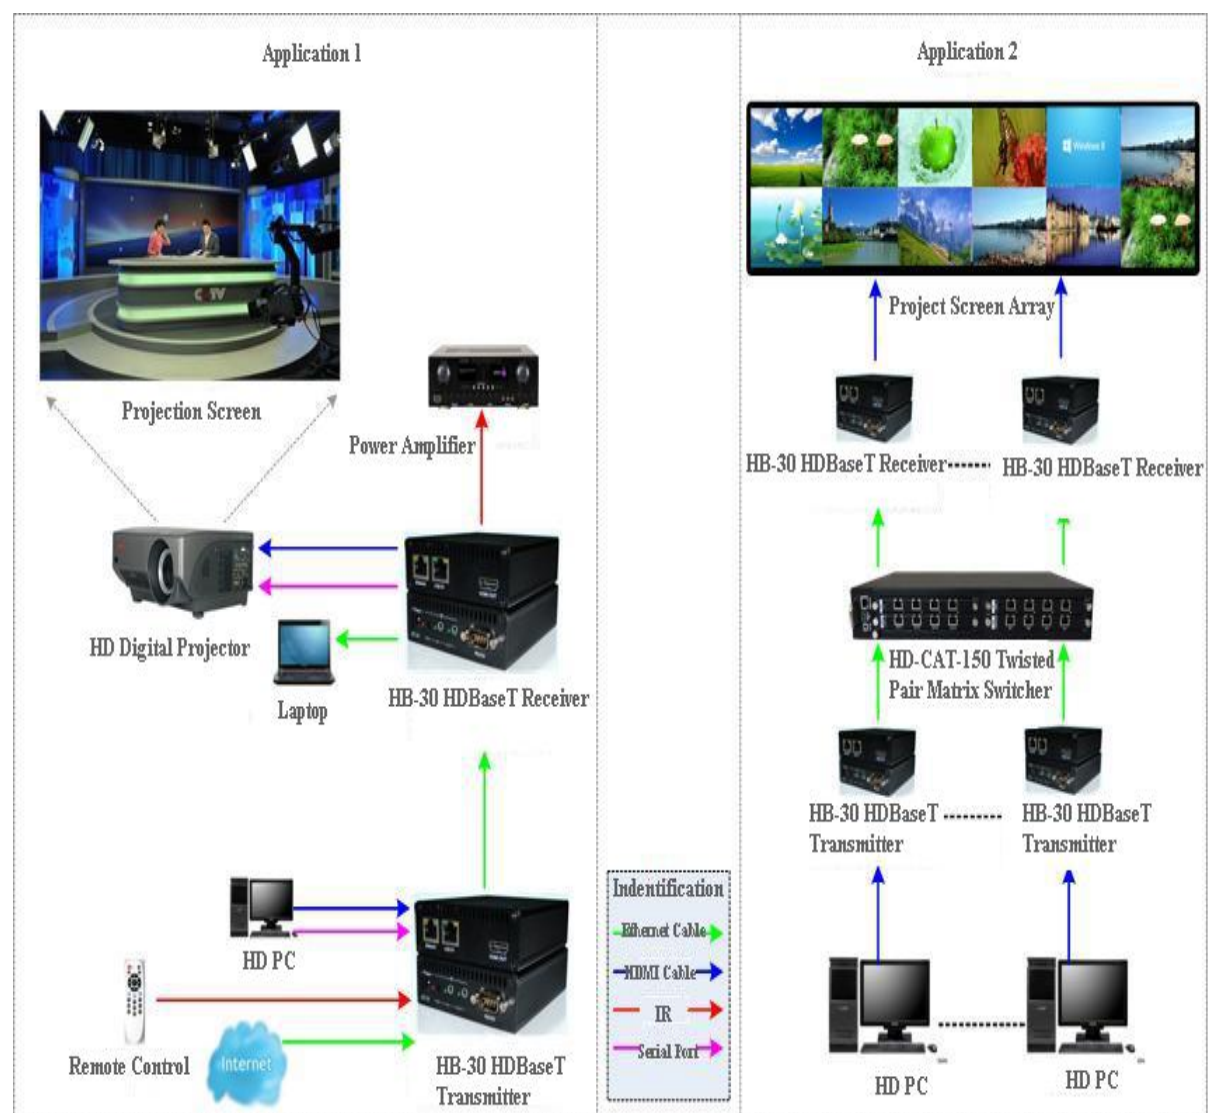 Application 1
CCTV
Projection Screen
Power Amplifier
HD Digital Projector
Laptop
HB-30 HDBaseT Receiver
HD PC
Remote Control
Internet
HB-30 HDBaseT
Transmitter
Indentification
Ethernet Cable
HDMI Cable
IR
Serial Port
Application 2
Windows 8
Project Screen Array
HB-30 HDBaseT Receiver
HB-30 HDBaseT Receiver
HD-CAT-150 Twisted
Pair Matrix Switcher
HB-30 HDBaseT
Transmitter
HB-30 HDBaseT
Transmitter
HD PC
HD PC